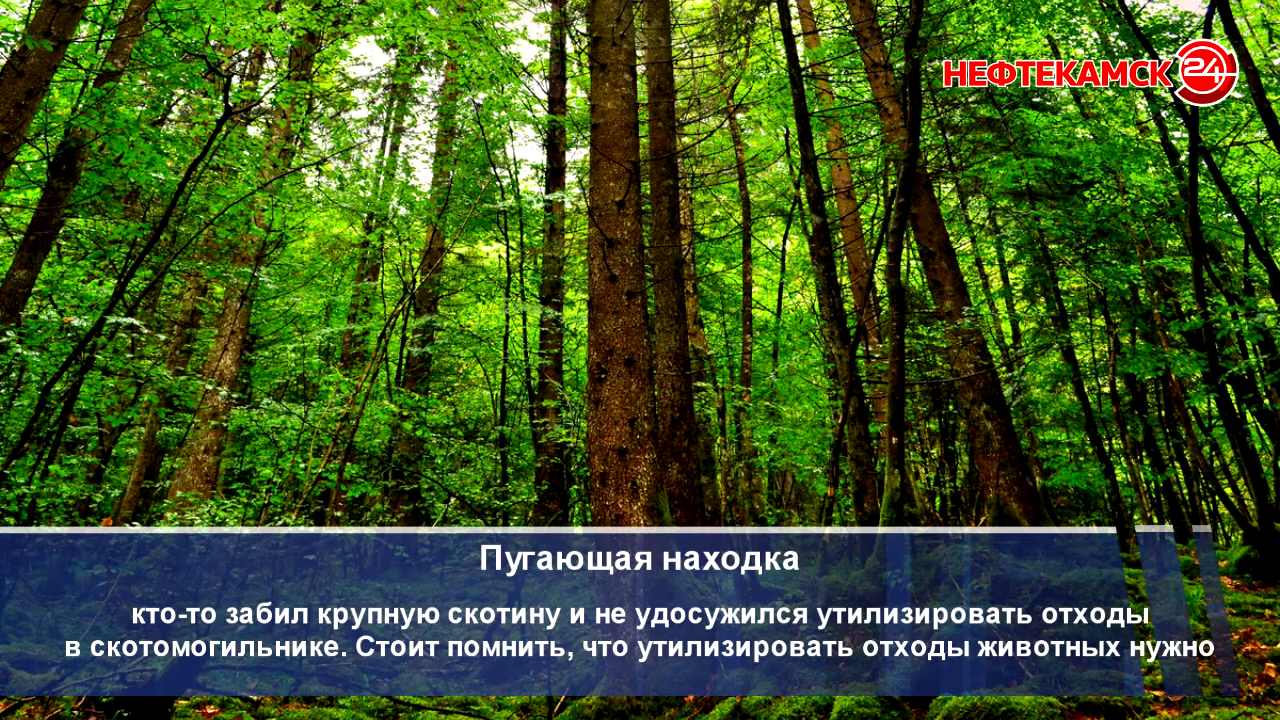 НЕФТЕКАМСК 24
Пугающая находка
кто-то забил крупную скотину и не удосужился утилизировать отходы
в скотомогильнике. Стоит помнить, что утилизировать отходы животных нужно